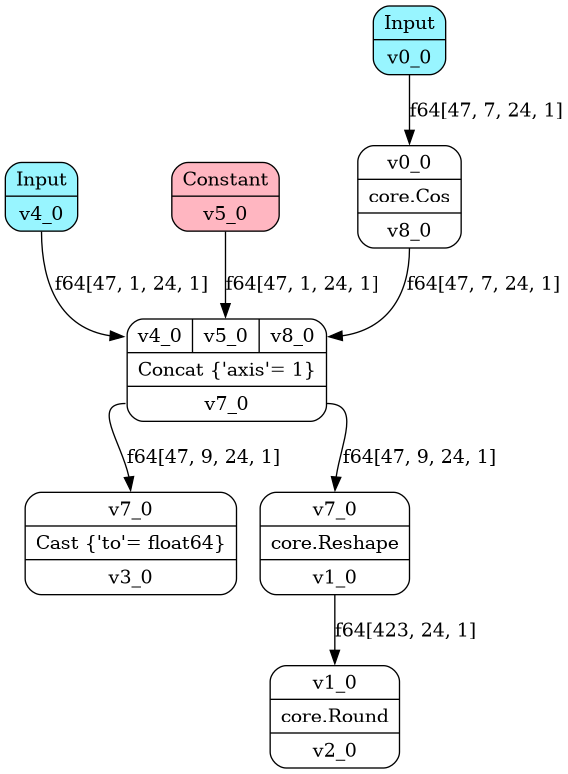 Input
v0_0
f64[47, 7, 24, 1]
v0_0
core.Cos
v8_0
Input
v4_0
Constant
v5_0
f64[47, 1, 24, 1]
f64[47, 1, 24, 1]
f64[47, 7, 24, 1]
v4_0 v5_0 v8_0
Concat {'axis'= 1}
v7_0
f64[47, 9, 24, 1]
f64[47, 9, 24, 1]
v7_0
Cast {'to'= float64}
v3_0
v7_0
core.Reshape
v1_0
f64[423, 24, 1]
v1_0
core.Round
v2_0